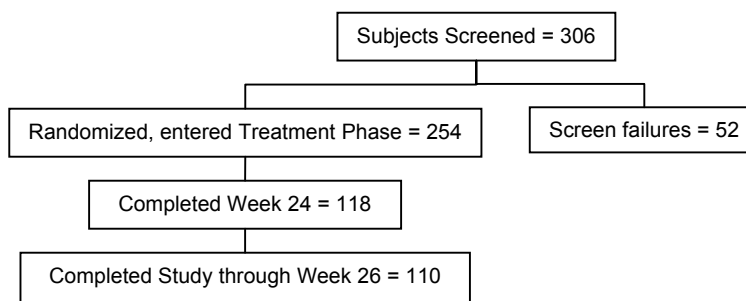 Subjects Screened = 306
Randomized, entered Treatment Phase = 254
Screen failures = 52
Completed Week 24 = 118
Completed Study through Week 26 = 110